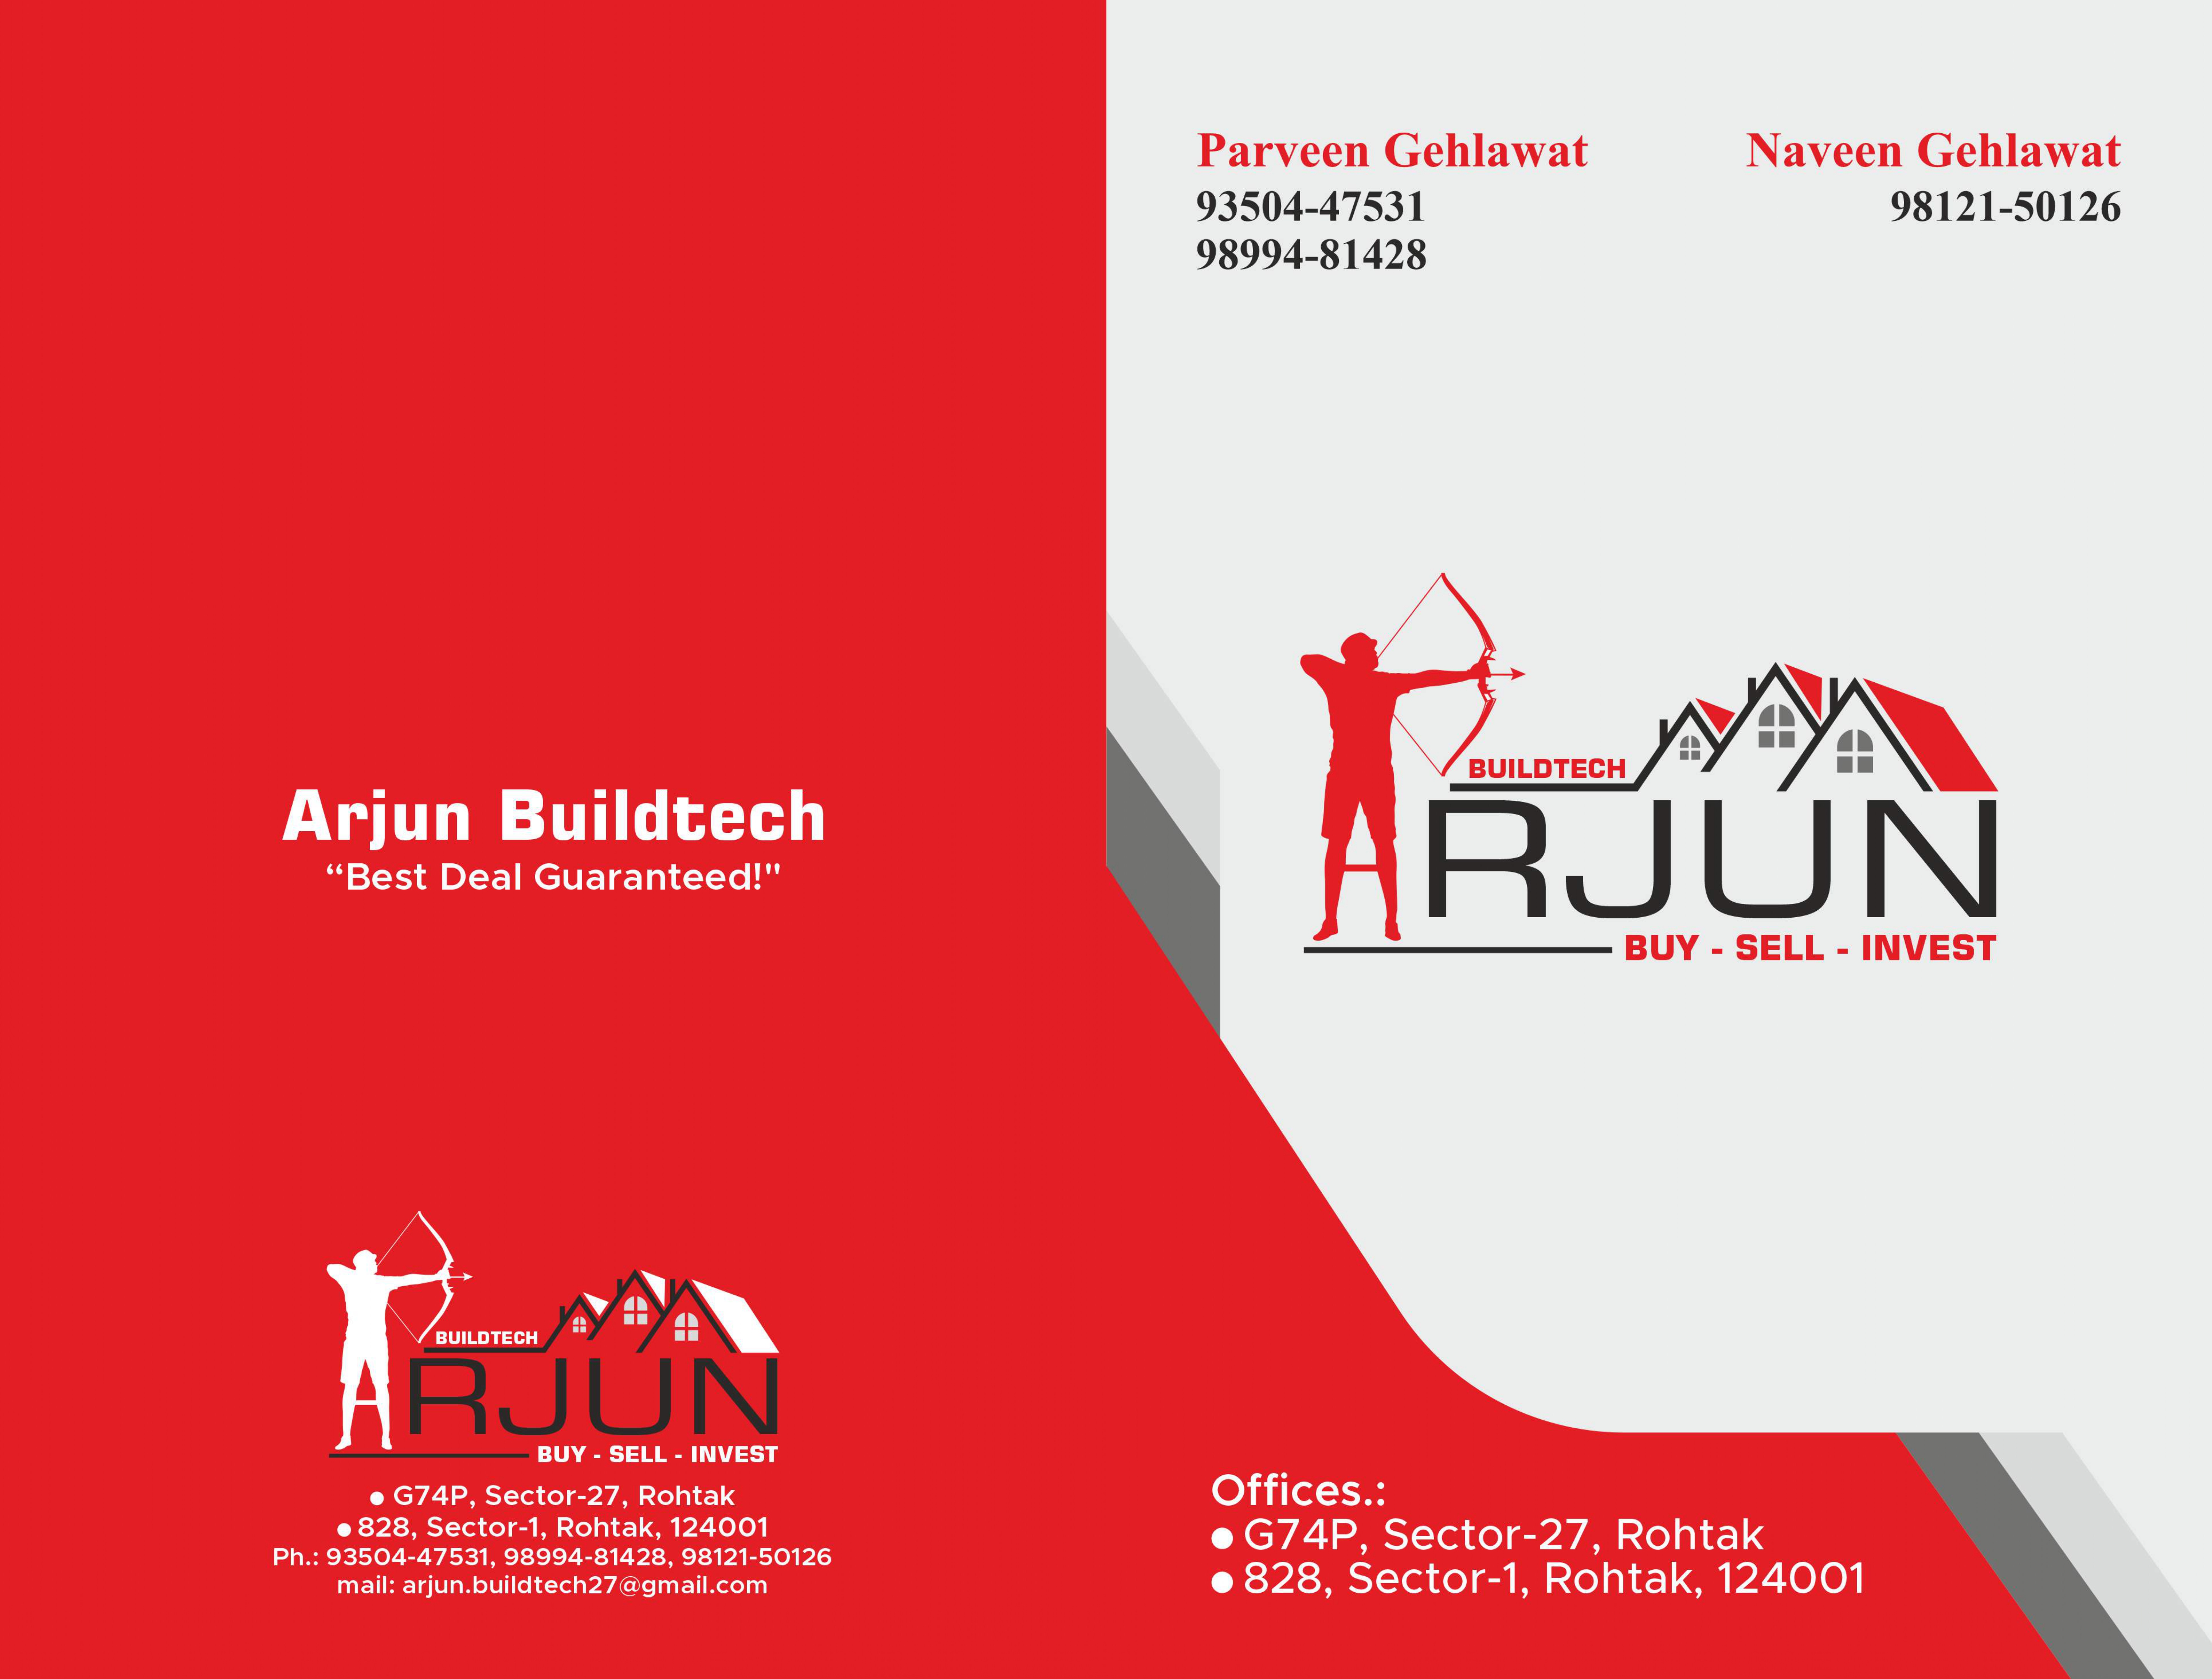 Arjun Buildtech
“Best Deal Guaranteed!"
BUILDTECH
RJUN
BUY - SELL - INVEST
● G74P, Sector-27, Rohtak
● 828, Sector-1, Rohtak, 124001
Ph.: 93504-47531, 98994-81428, 98121-50126
mail: arjun.buildtech27@gmail.com
Parveen Gehlawat
93504-47531
98994-81428
Naveen Gehlawat
98121-50126
BUILDTECH
RJUN
BUY - SELL - INVEST
Offices.:
● G74P, Sector-27, Rohtak
● 828, Sector-1, Rohtak, 124001